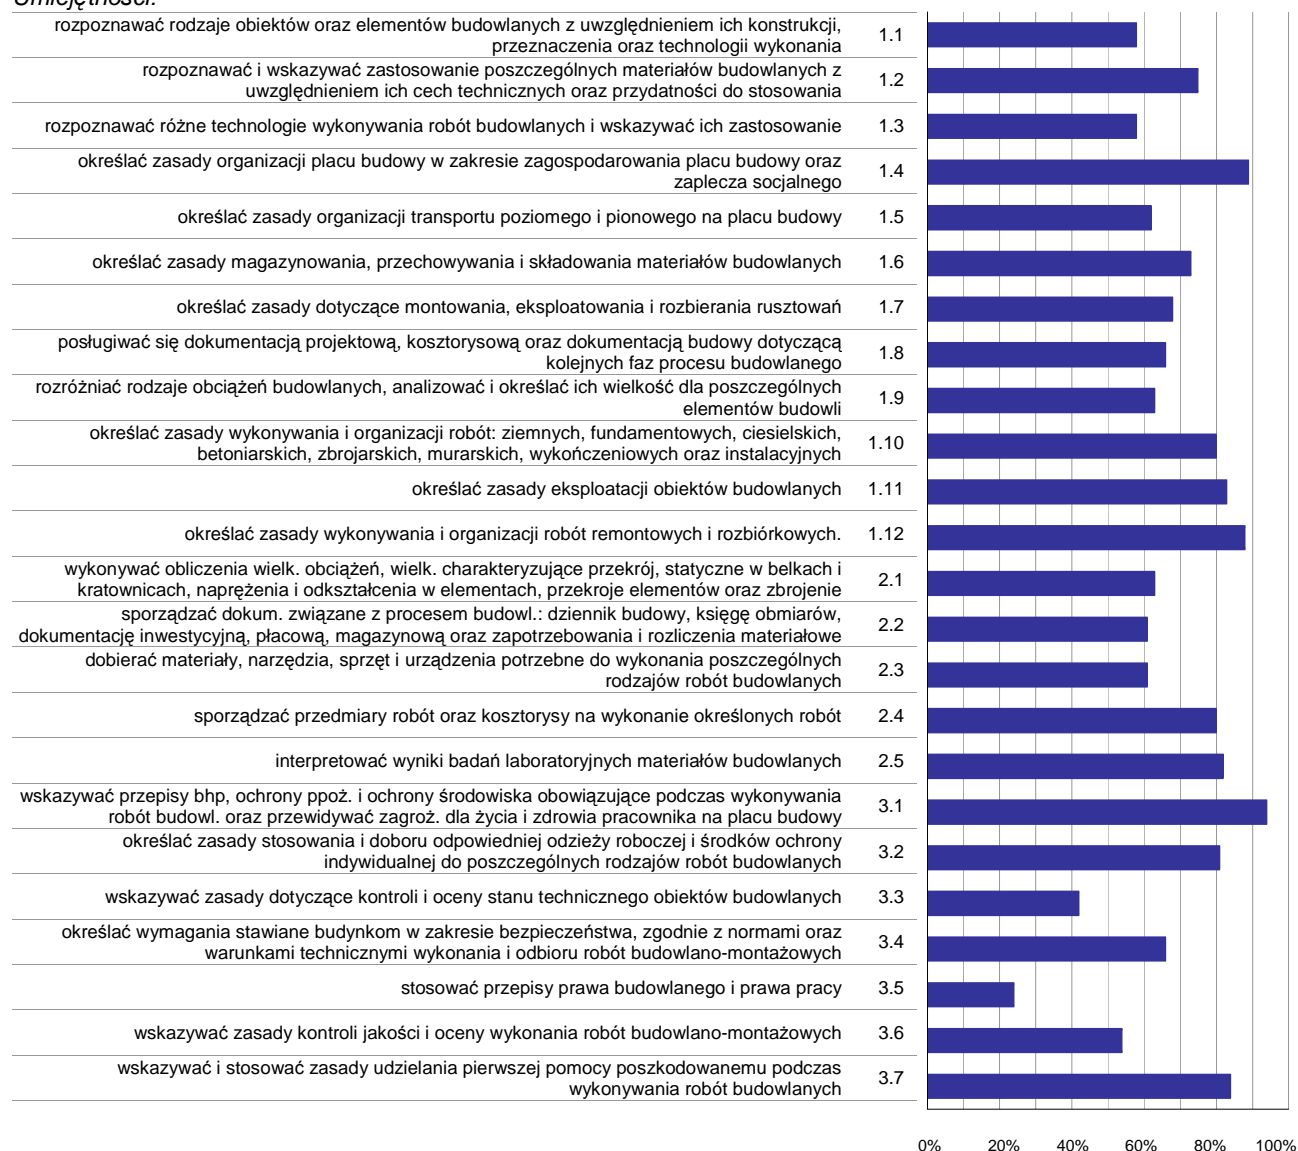 Umiejętności:
rozpoznawać rodzaje obiektów oraz elementów budowlanych z uwzględnieniem ich konstrukcji,
przeznaczenia oraz technologii wykonania
1.1
rozpoznawać i wskazywać zastosowanie poszczególnych materiałów budowlanych z
uwzględnieniem ich cech technicznych oraz przydatności do stosowania
1.2
rozpoznawać różne technologie wykonywania robót budowlanych i wskazywać ich zastosowanie
1.3
określać zasady organizacji placu budowy w zakresie zagospodarowania placu budowy oraz
zaplecza socjalnego
1.4
określać zasady organizacji transportu poziomego i pionowego na placu budowy
1.5
określać zasady magazynowania, przechowywania i składowania materiałów budowlanych
1.6
określać zasady dotyczące montowania, eksploatowania i rozbierania rusztowań
1.7
posługiwać się dokumentacją projektową, kosztorysową oraz dokumentacją budowy dotyczącą
kolejnych faz procesu budowlanego
1.8
rozróżniać rodzaje obciążeń budowlanych, analizować i określać ich wielkość dla poszczególnych
elementów budowli
1.9
określać zasady wykonywania i organizacji robót: ziemnych, fundamentowych, ciesielskich,
betoniarskich, zbrojarskich, murarskich, wykończeniowych oraz instalacyjnych
1.10
określać zasady eksploatacji obiektów budowlanych
1.11
określać zasady wykonywania i organizacji robót remontowych i rozbiórkowych.
1.12
wykonywać obliczenia wielk. obciążeń, wielk. charakteryzujące przekrój, statyczne w belkach i
kratownicach, naprężenia i odkształcenia w elementach, przekroje elementów oraz zbrojenie
2.1
sporządzać dokum. związane z procesem budowl.: dziennik budowy, księgę obmiarów,
dokumentację inwestycyjną, płacową, magazynową oraz zapotrzebowania i rozliczenia materiałowe
2.2
dobierać materiały, narzędzia, sprzęt i urządzenia potrzebne do wykonania poszczególnych
rodzajów robót budowlanych
2.3
sporządzać przedmiary robót oraz kosztorysy na wykonanie określonych robót
2.4
interpretować wyniki badań laboratoryjnych materiałów budowlanych
2.5
wskazywać przepisy bhp, ochrony ppoż. i ochrony środowiska obowiązujące podczas wykonywania
robót budowl. oraz przewidywać zagroż. dla życia i zdrowia pracownika na placu budowy
3.1
określać zasady stosowania i doboru odpowiedniej odzieży roboczej i środków ochrony
indywidualnej do poszczególnych rodzajów robót budowlanych
3.2
wskazywać zasady dotyczące kontroli i oceny stanu technicznego obiektów budowlanych
3.3
określać wymagania stawiane budynkom w zakresie bezpieczeństwa, zgodnie z normami oraz
warunkami technicznymi wykonania i odbioru robót budowlano-montażowych
3.4
stosować przepisy prawa budowlanego i prawa pracy
3.5
wskazywać zasady kontroli jakości i oceny wykonania robót budowlano-montażowych
3.6
wskazywać i stosować zasady udzielania pierwszej pomocy poszkodowanemu podczas
wykonywania robót budowlanych
3.7
0% 20% 40% 60% 80% 100%